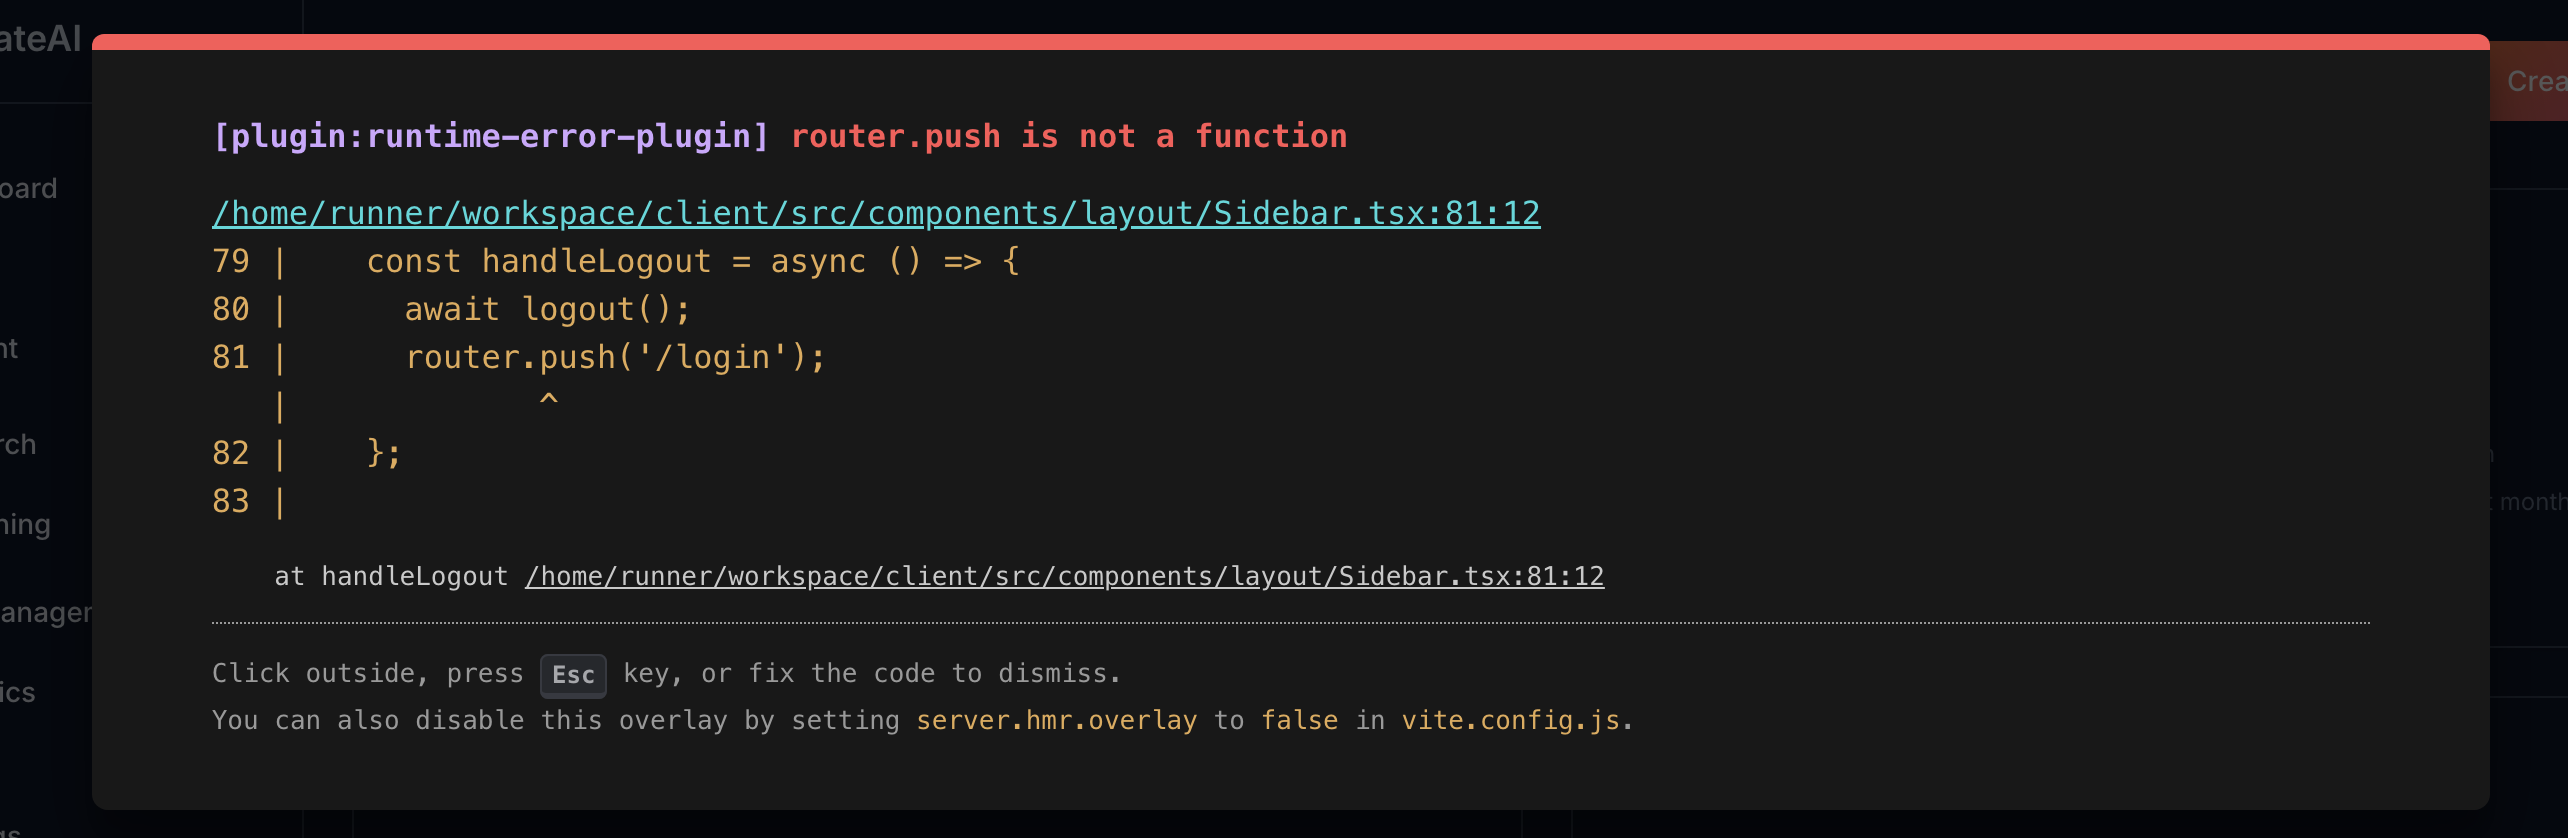 ateAI
Crea
[plugin:runtime-error-plugin] router.push is not a function
oard
/home/runner/workspace/client/src/components/layout/Sidebar.tsx:81:12
79 |    const handleLogout = async () => {
80 |      await logout();
81 |      router.push('/login');
   |             ^
82 |    };
83 |
nt
rch
ning
t month
at handleLogout /home/runner/workspace/client/src/components/layout/Sidebar.tsx:81:12
anager
Click outside, press Esc key, or fix the code to dismiss.
ics
You can also disable this overlay by setting server.hmr.overlay to false in vite.config.js.
gs